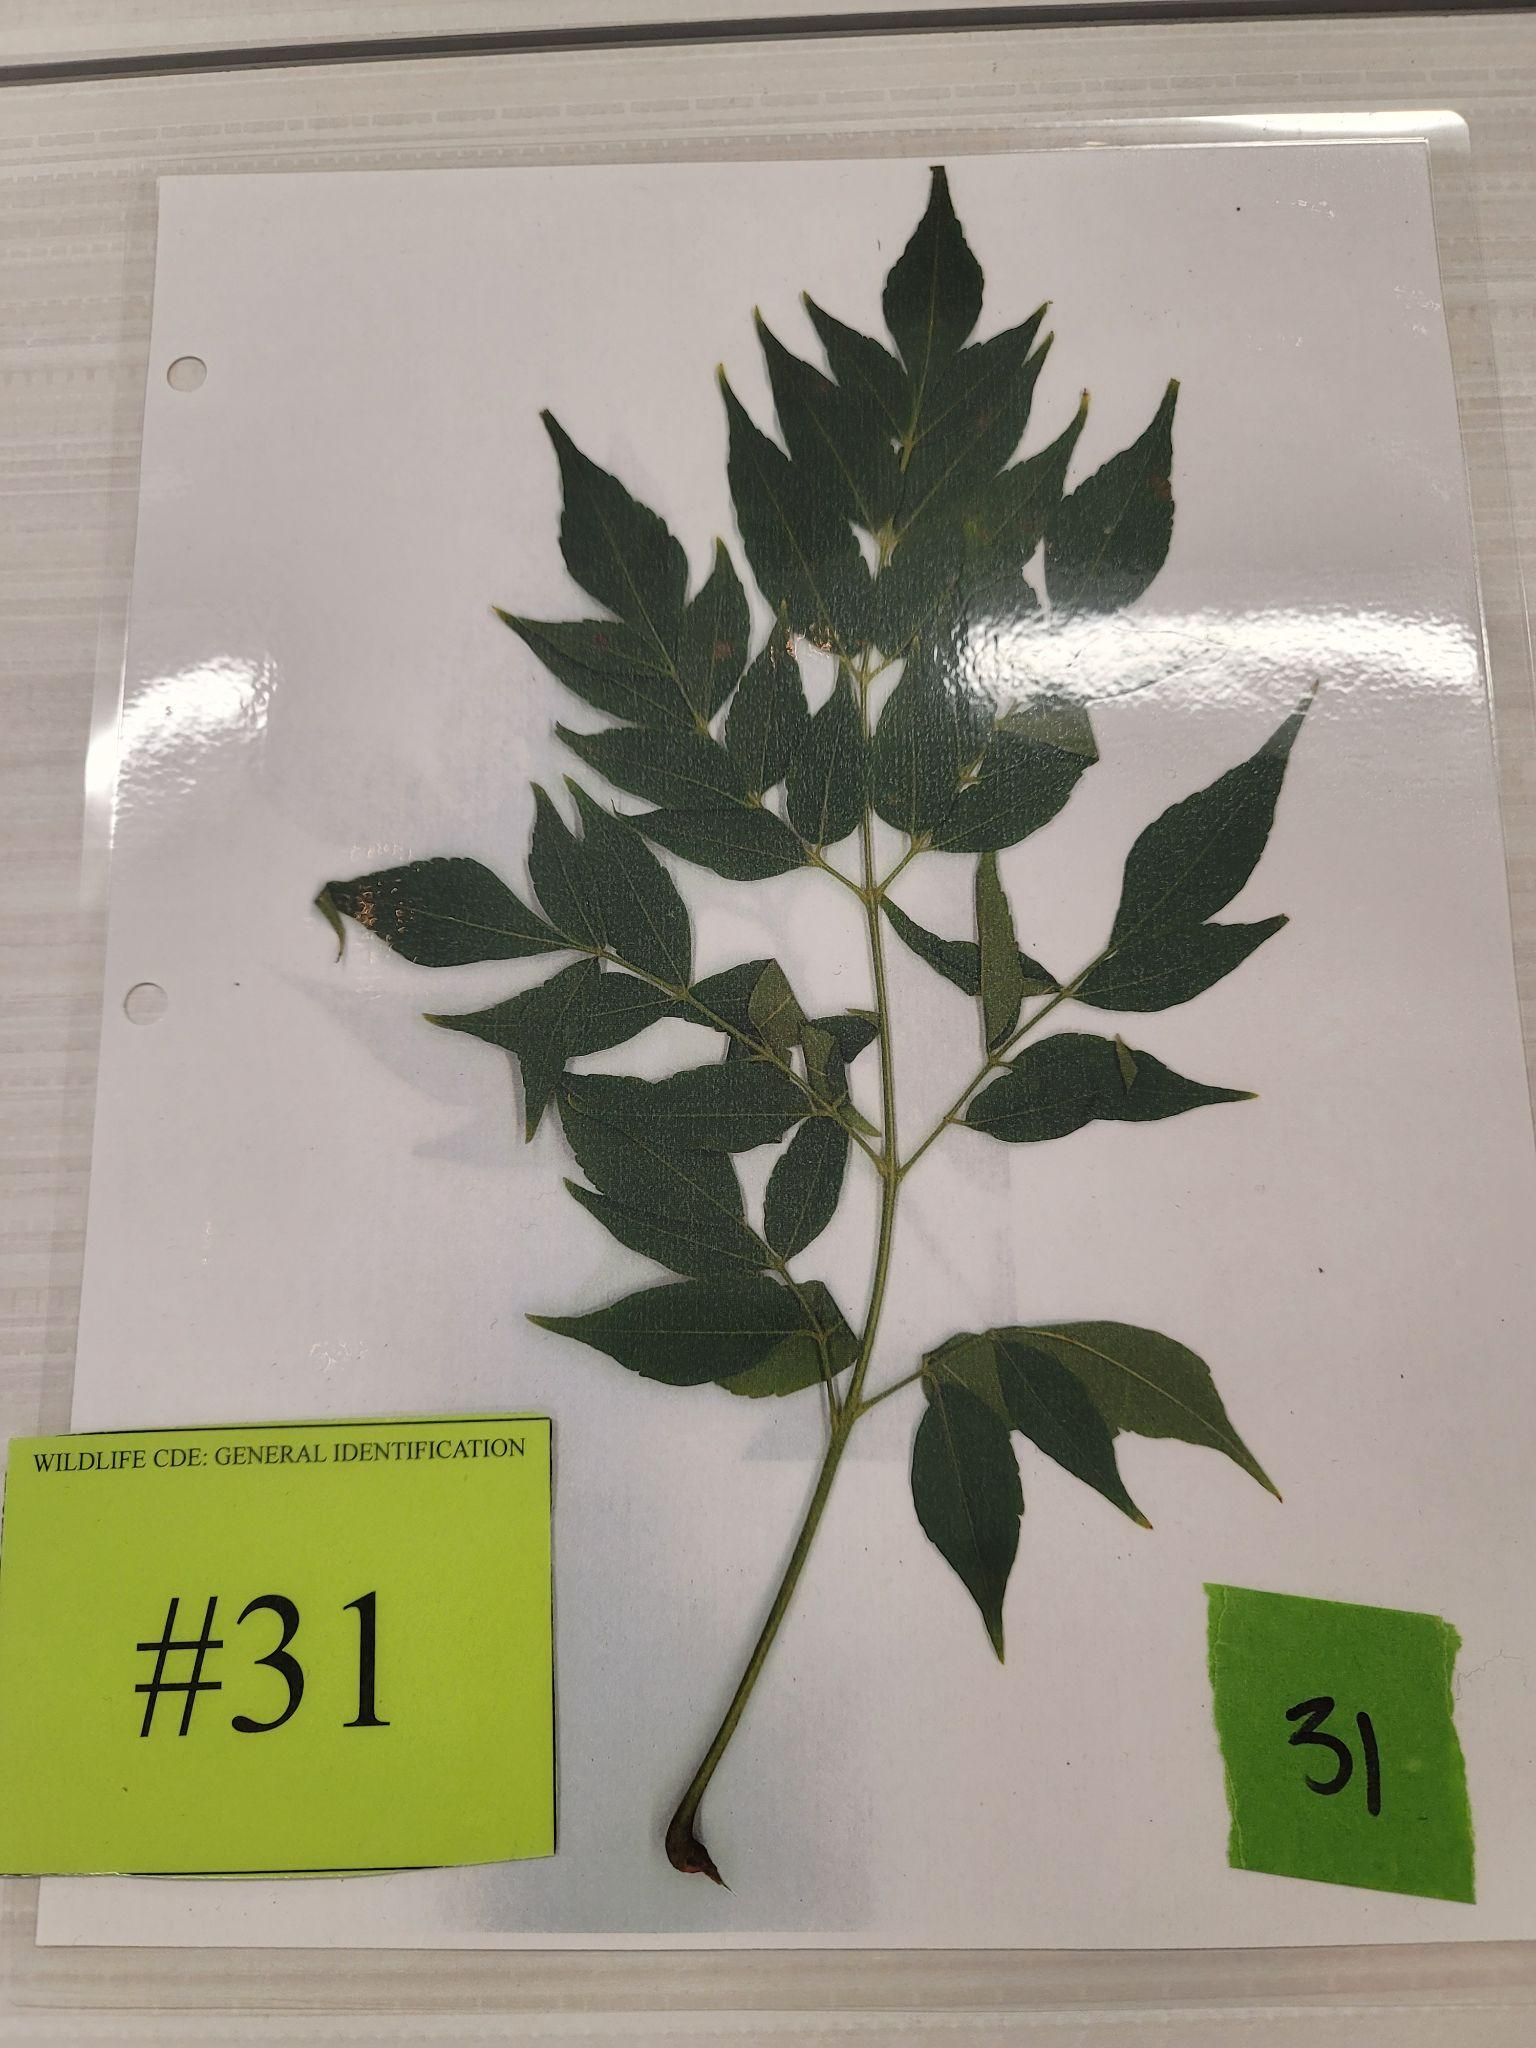 WILDLIFE CDE: GENERAL IDENTIFICATION
#31
31